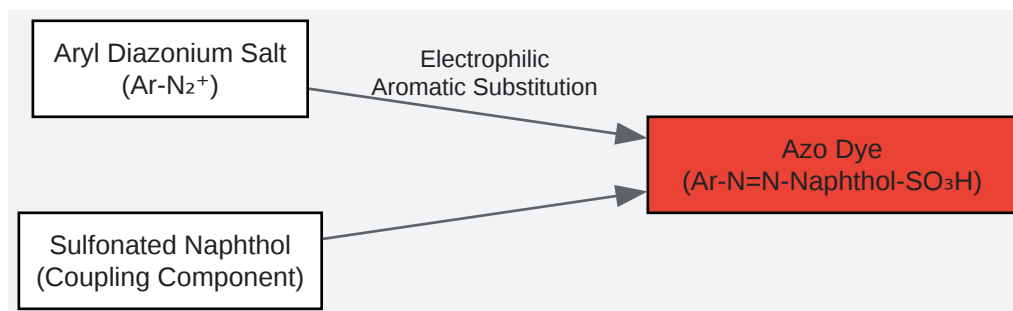 Aryl Diazonium Salt
(Ar-N₂⁺)
Electrophilic
Aromatic Substitution
Azo Dye
(Ar-N=N-Naphthol-SO₃H)
Sulfonated Naphthol
(Coupling Component)